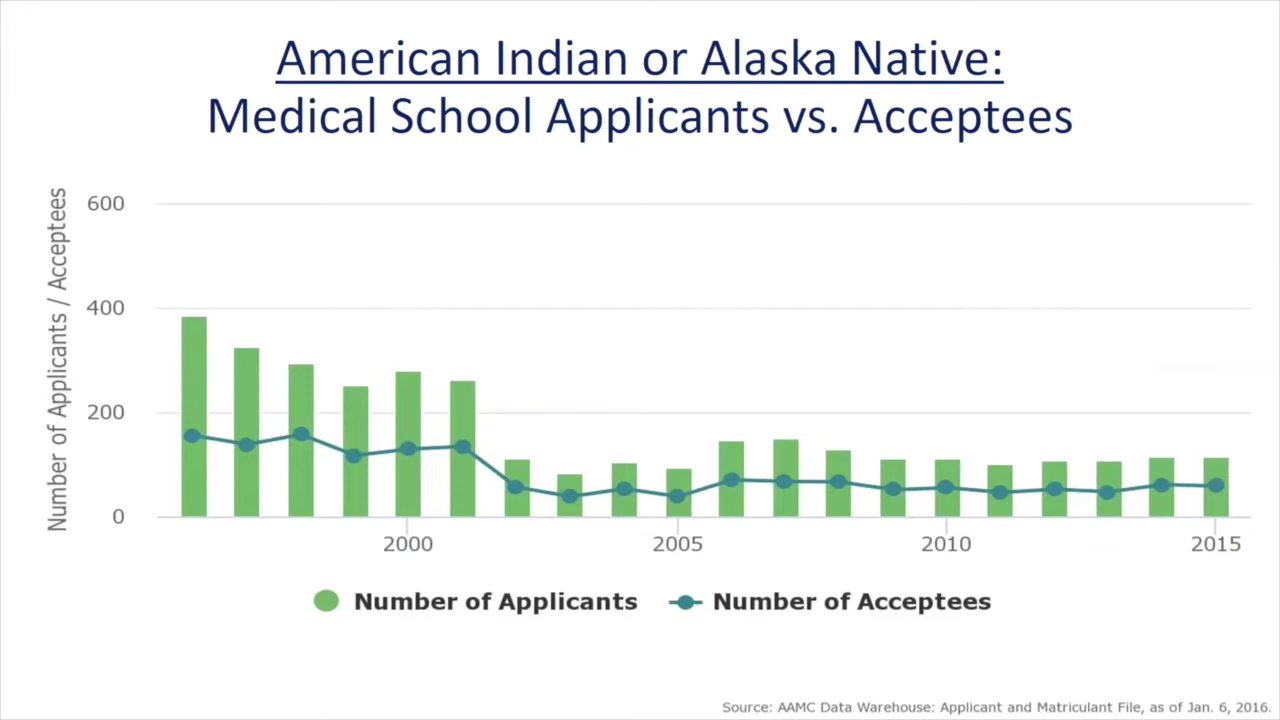 American Indian or Alaska Native:
Medical School Applicants vs. Acceptees
Number of Applicants / Acceptees
600
400
200
0
2000
2005
2010
2015
Number of Applicants
Number of Acceptees
Source: AAMC Data Warehouse: Applicant and Matriculant File, as of Jan. 6, 2016.